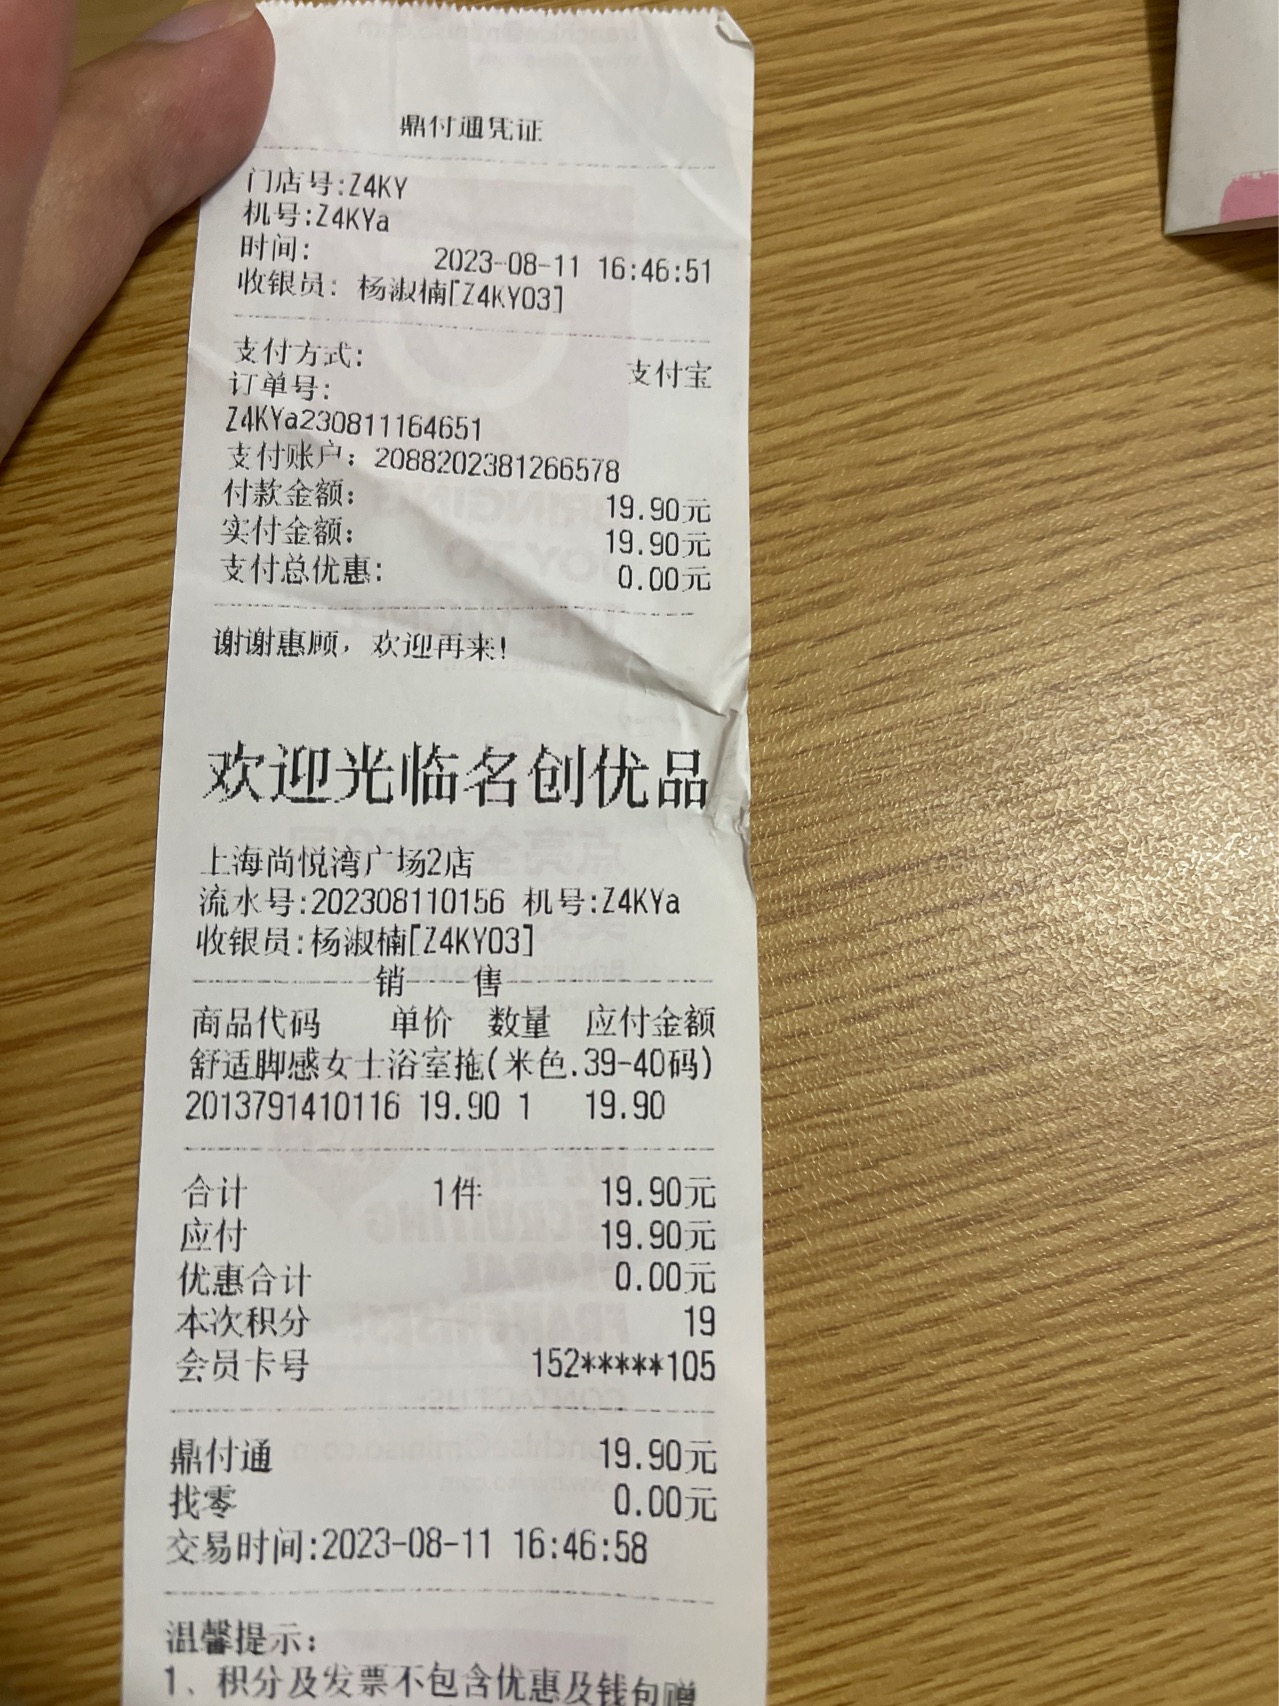 鼎付通凭证
门店号:Z4KY
机号:Z4KYa
时间: 2023-08-11 16:46:51
收银员: 杨淑楠[Z4KY03]
支付方式: 支付宝
订单号:
Z4KYa230811164651
支付账户: 2088202381266578
付款金额: 19.90元
实付金额: 19.90元
支付总优惠: 0.00元
谢谢惠顾, 欢迎再来!
欢迎光临名创优品
上海尚悦湾广场2店
流水号:202308110156 机号:Z4KYa
收银员:杨淑楠[Z4KY03]
销 售
商品代码 单价 数量 应付金额
舒适脚感女士浴室拖(米色.39-40码)
2013791410116 19.90 1 19.90
合计 1件 19.90元
应付 19.90元
优惠合计 0.00元
本次积分 19
会员卡号 152*****105
鼎付通 19.90元
找零 0.00元
交易时间:2023-08-11 16:46:58
温馨提示:
1、积分及发票不包含优惠及钱包赠